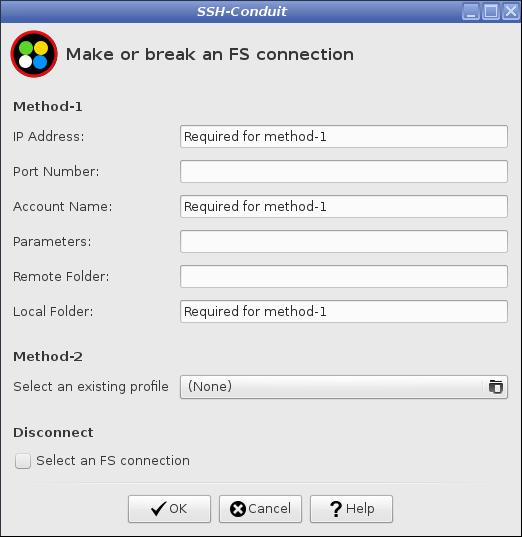 SSH-Conduit
Make or break an FS connection
Method-1
IP Address: Required for method-1
Port Number:
Account Name: Required for method-1
Parameters:
Remote Folder:
Local Folder: Required for method-1
Method-2
Select an existing profile (None)
Disconnect
Select an FS connection
OK Cancel Help